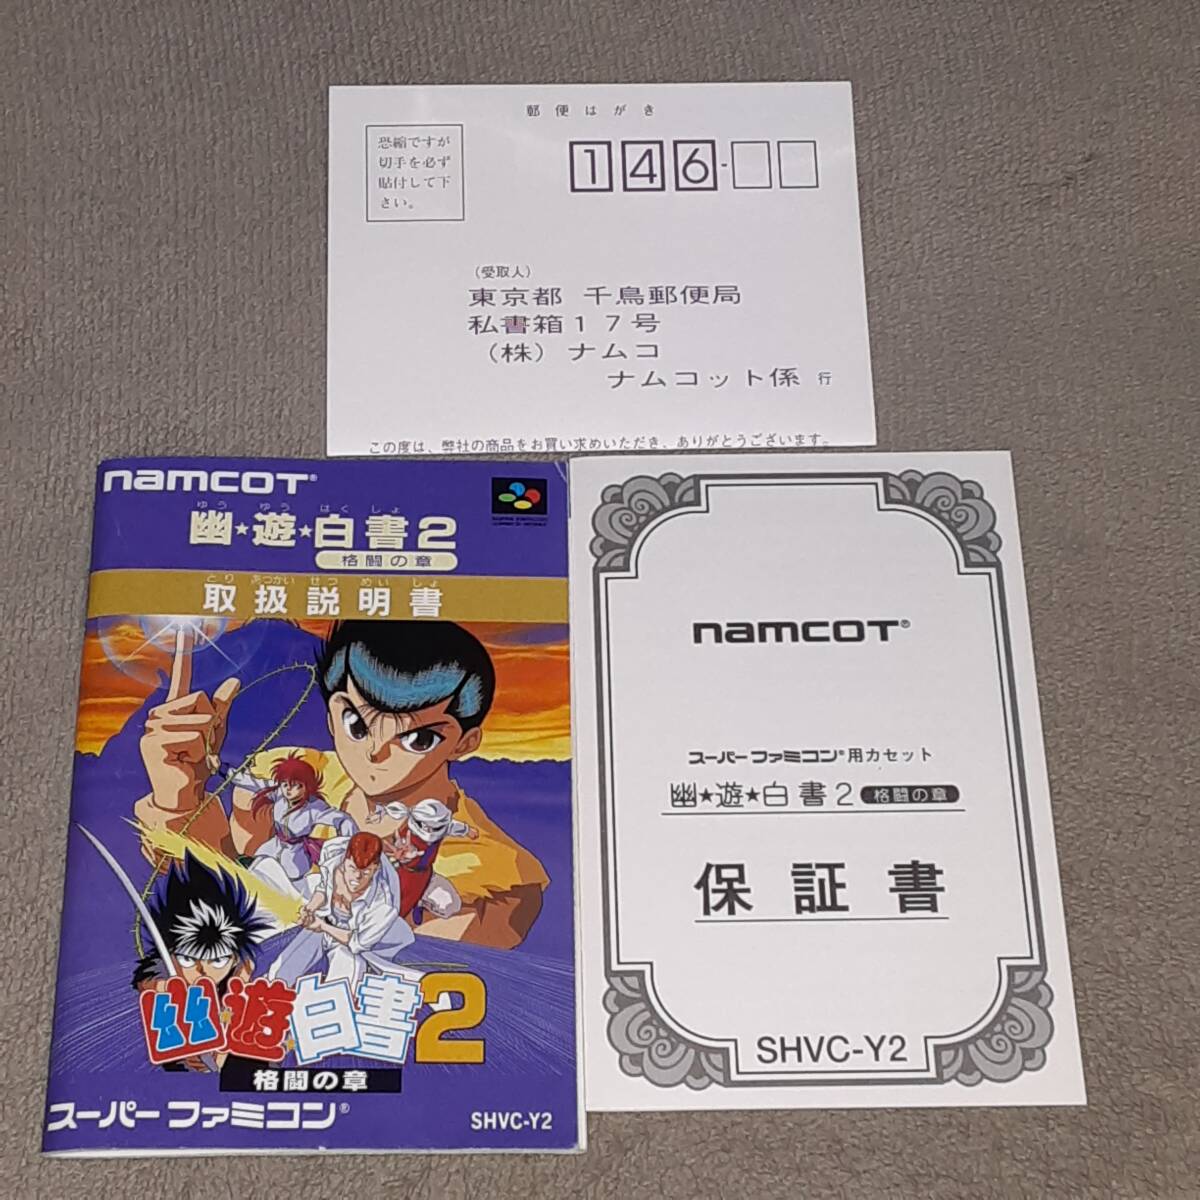 郵便はがき
恐縮ですが
切手を必ず
貼付して下
さい。
146-
(受取人)
東京都 千鳥郵便局
私書箱17号
(株)ナムコ
ナムコット係 行
この度は、弊社の商品をお買い求めいただき、ありがとうございます。
namcot®
ゆう ゆう はく しょ
幽★遊★白書2
格闘の章
とり あつかい せつ めい しょ
取扱説明書
幽★遊★白書2
格闘の章
スーパーファミコン®
SHVC-Y2
namcot®
スーパーファミコン®用カセット
幽★遊★白書2 格闘の章
保証書
SHVC-Y2